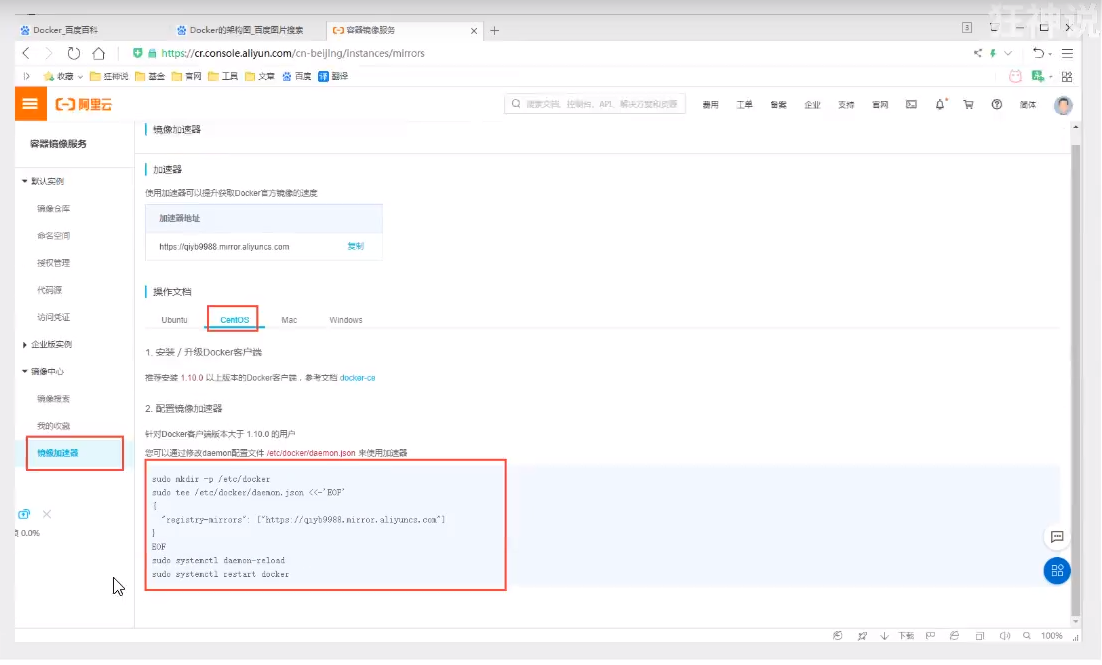 狂神说
Docker_百度百科
Docker的架构图_百度图片搜索
容器镜像服务
https://cr.console.aliyun.com/cn-beijing/instances/mirrors
收藏 狂神说 基金 官网 工具 文章 百度 翻译
阿里云
搜索文档、控制台、API、解决方案和资源
费用 工单 备案 企业 支持 官网 简体
容器镜像服务
默认实例
镜像仓库
命名空间
授权管理
代码源
访问凭证
企业版实例
镜像中心
镜像搜索
我的收藏
镜像加速器
0.0%
镜像加速器
加速器
使用加速器可以提升获取Docker官方镜像的速度
加速器地址
https://qiyb9988.mirror.aliyuncs.com 复制
操作文档
Ubuntu CentOS Mac Windows
1. 安装 / 升级Docker客户端
推荐安装 1.10.0 以上版本的Docker客户端，参考文档 docker-ce
2. 配置镜像加速器
针对Docker客户端版本大于 1.10.0 的用户
您可以通过修改daemon配置文件 /etc/docker/daemon.json 来使用加速器
sudo mkdir -p /etc/docker
sudo tee /etc/docker/daemon.json <<-'EOF'
{
"registry-mirrors": ["https://qiyb9988.mirror.aliyuncs.com"]
}
EOF
sudo systemctl daemon-reload
sudo systemctl restart docker
下载 100%